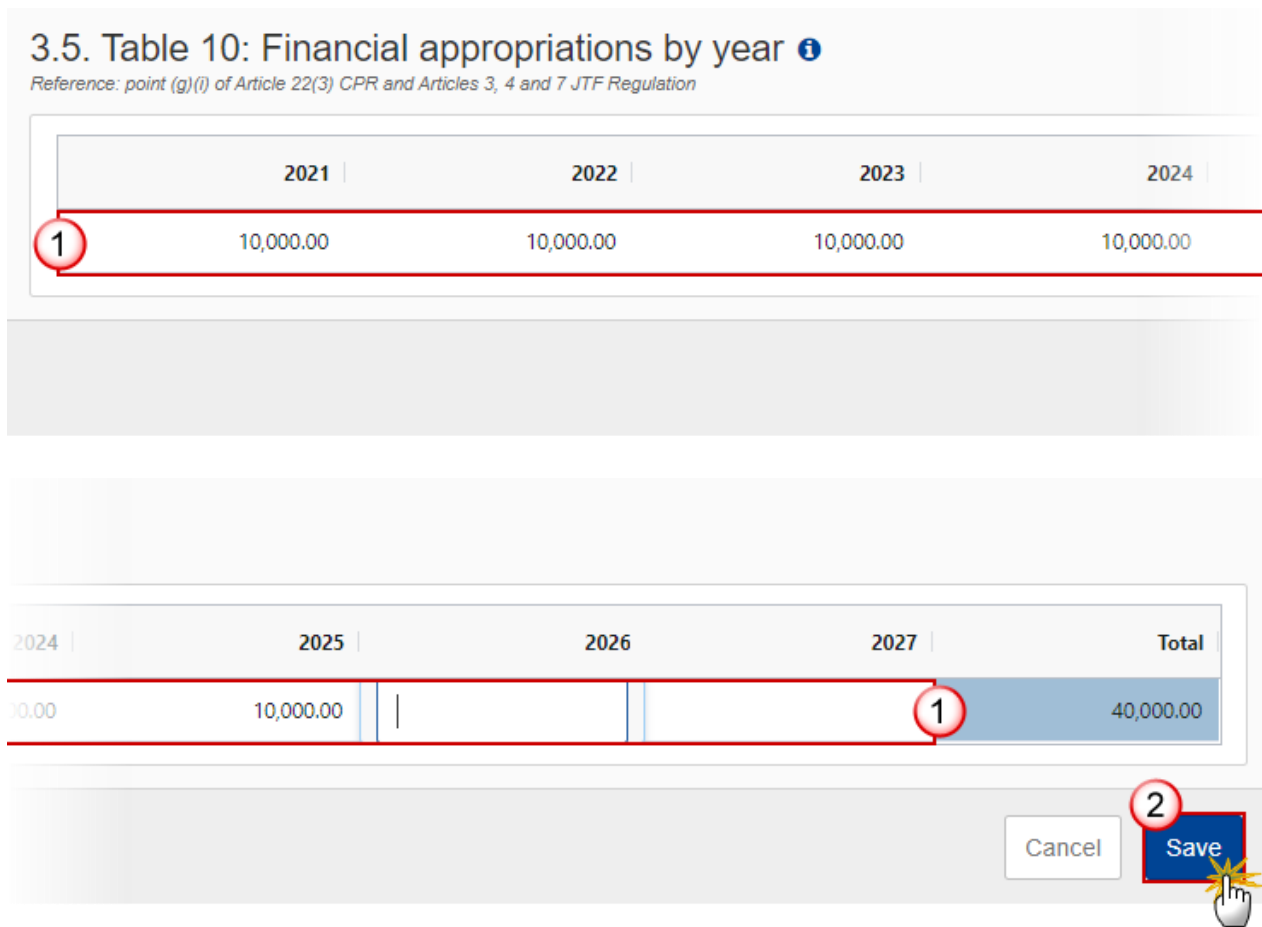 3.5. Table 10: Financial appropriations by year
Reference: point (g)(i) of Article 22(3) CPR and Articles 3, 4 and 7 JTF Regulation
2021 2022 2023 2024
1 10,000.00 10,000.00 10,000.00 10,000.00
2024 2025 2026 2027 Total
00.00 10,000.00 1 40,000.00
2
Cancel Save